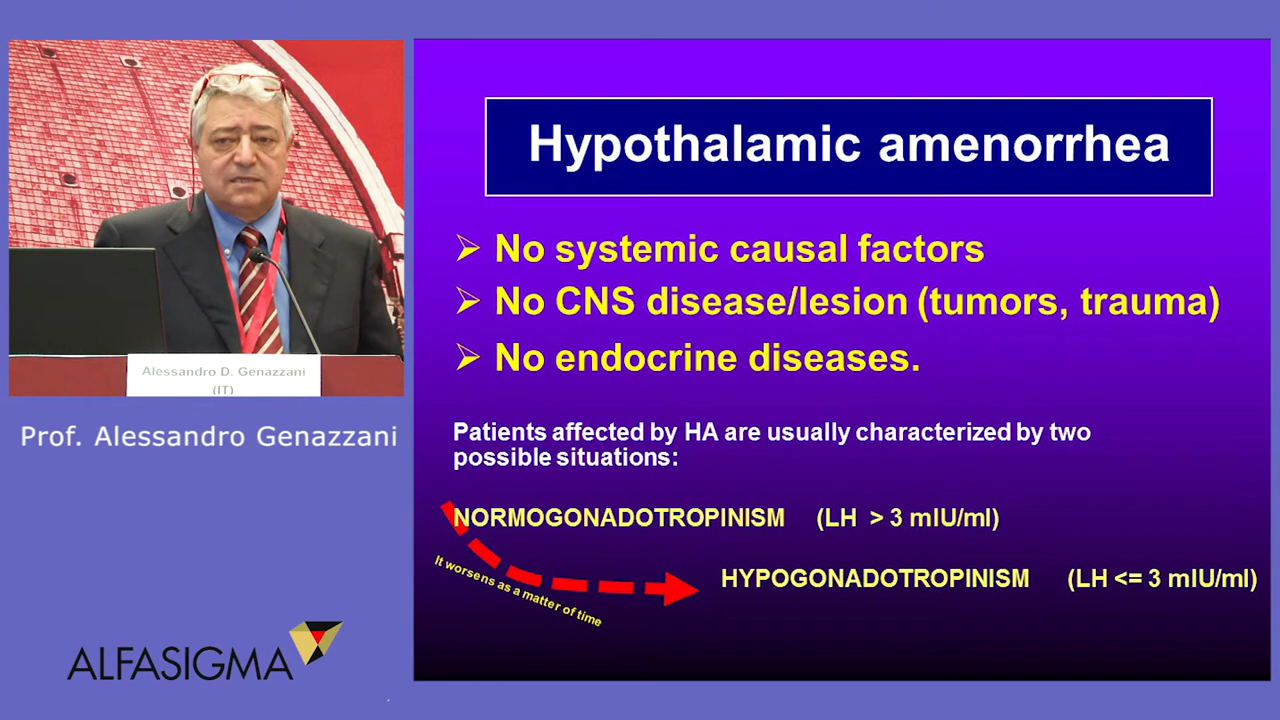 Alessandro D. Genazzani
(IT)
Prof. Alessandro Genazzani
ALFASIGMA
Hypothalamic amenorrhea
No systemic causal factors
No CNS disease/lesion (tumors, trauma)
No endocrine diseases.
Patients affected by HA are usually characterized by two
possible situations:
NORMOGONADOTROPINISM (LH > 3 mIU/ml)
It worsens as a matter of time
HYPOGONADOTROPINISM (LH <= 3 mIU/ml)